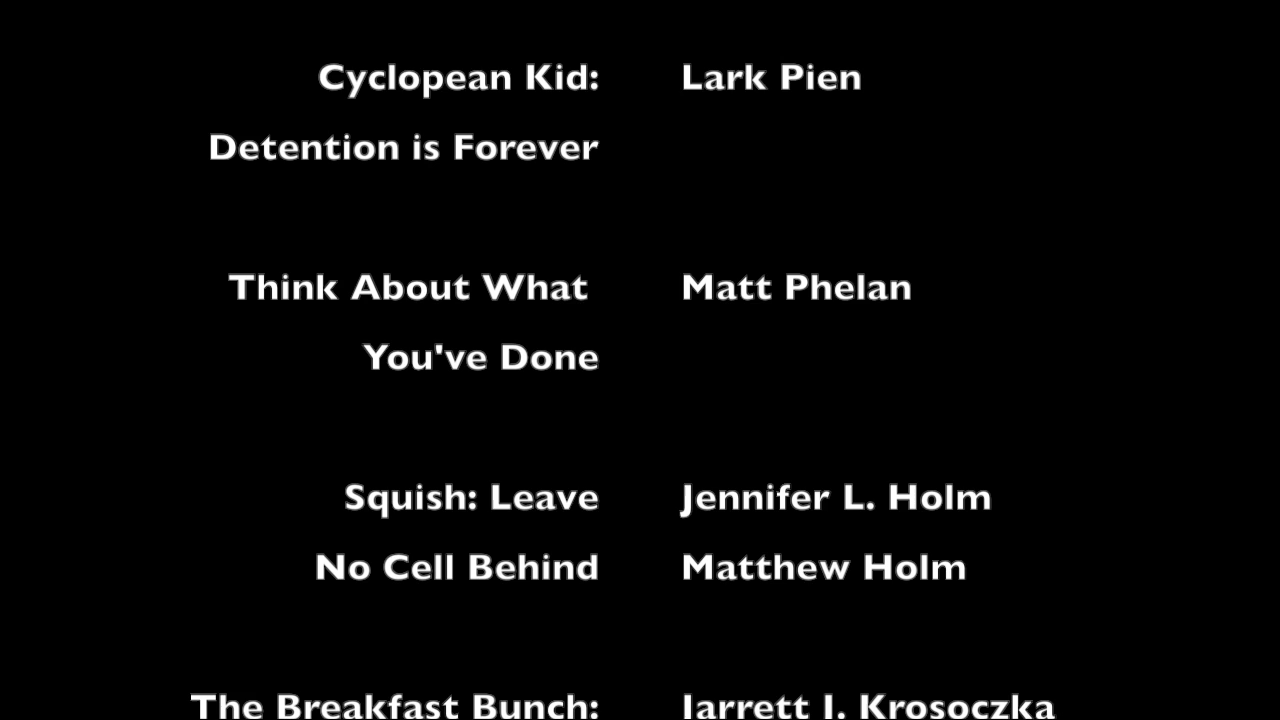 Cyclopean Kid: Lark Pien
Detention is Forever
Think About What Matt Phelan
You've Done
Squish: Leave Jennifer L. Holm
No Cell Behind Matthew Holm
The Breakfast Bunch: Jarrett J. Krosoczka